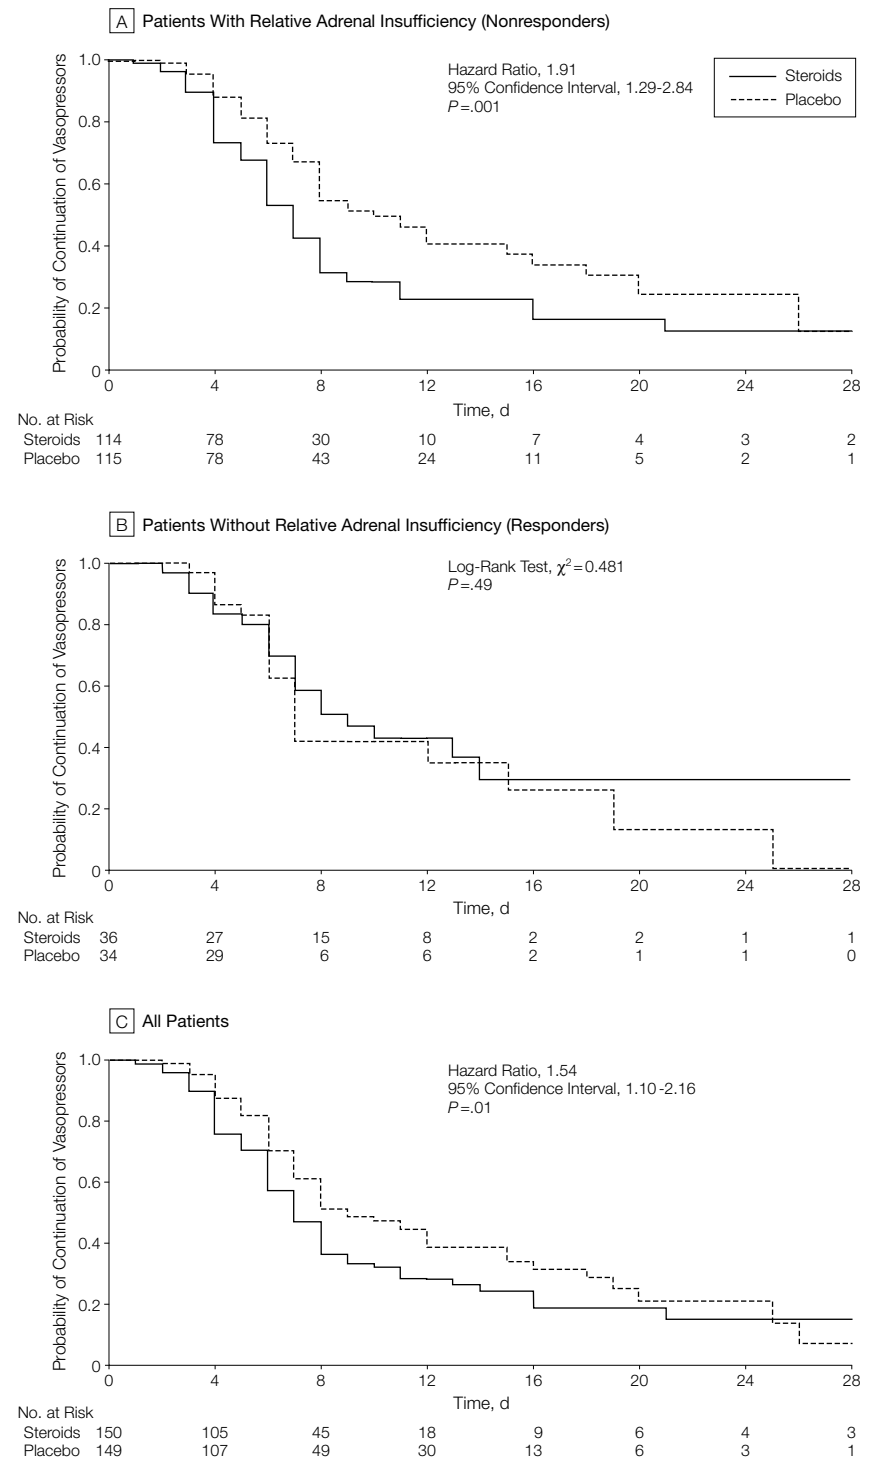 A Patients With Relative Adrenal Insufficiency (Nonresponders)
Probability of Continuation of Vasopressors
1.0
0.8
0.6
0.4
0.2
0
Hazard Ratio, 1.91
95% Confidence Interval, 1.29-2.84
P=.001
Steroids
Placebo
0 4 8 12 16 20 24 28
Time, d
No. at Risk
Steroids 114 78 30 10 7 4 3 2
Placebo 115 78 43 24 11 5 2 1
B Patients Without Relative Adrenal Insufficiency (Responders)
Probability of Continuation of Vasopressors
1.0
0.8
0.6
0.4
0.2
0
Log-Rank Test, χ²=0.481
P=.49
0 4 8 12 16 20 24 28
Time, d
No. at Risk
Steroids 36 27 15 8 2 2 1 1
Placebo 34 29 6 6 2 1 1 0
C All Patients
Probability of Continuation of Vasopressors
1.0
0.8
0.6
0.4
0.2
0
Hazard Ratio, 1.54
95% Confidence Interval, 1.10-2.16
P=.01
0 4 8 12 16 20 24 28
Time, d
No. at Risk
Steroids 150 105 45 18 9 6 4 3
Placebo 149 107 49 30 13 6 3 1